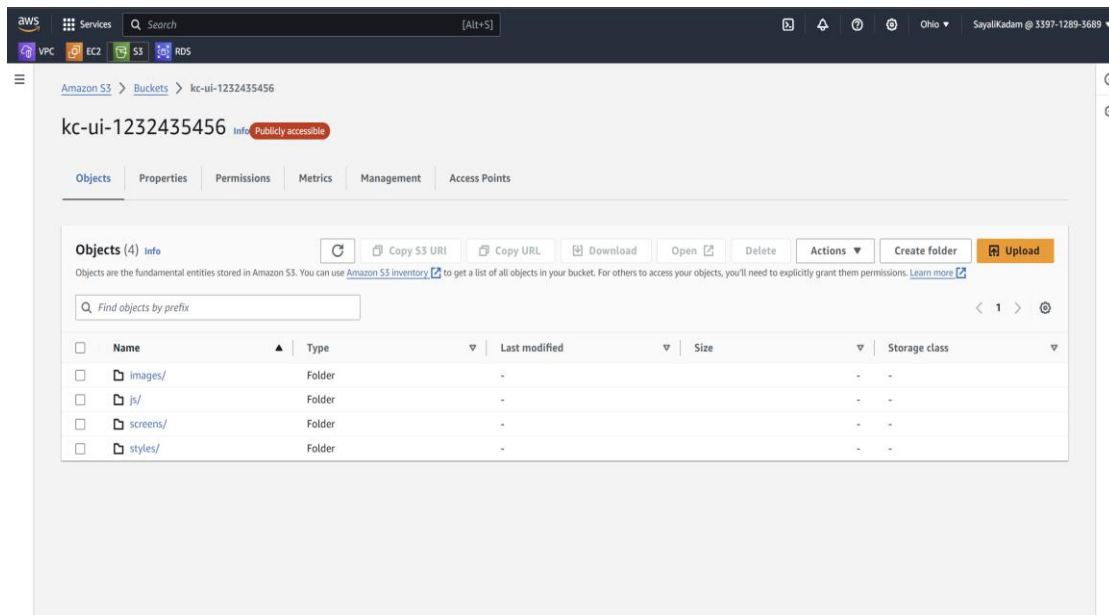 aws Services Search [Alt+S] Ohio SayaliKadam @ 3397-1289-3689
VPC EC2 S3 RDS
Amazon S3 > Buckets > kc-ui-1232435456
kc-ui-1232435456 Info Publicly accessible
Objects Properties Permissions Metrics Management Access Points
Objects (4) Info Copy S3 URI Copy URL Download Open Delete Actions Create folder Upload
Objects are the fundamental entities stored in Amazon S3. You can use Amazon S3 inventory to get a list of all objects in your bucket. For others to access your objects, you'll need to explicitly grant them permissions. Learn more
Find objects by prefix 1
Name Type Last modified Size Storage class
images/ Folder - - -
js/ Folder - - -
screens/ Folder - - -
styles/ Folder - - -